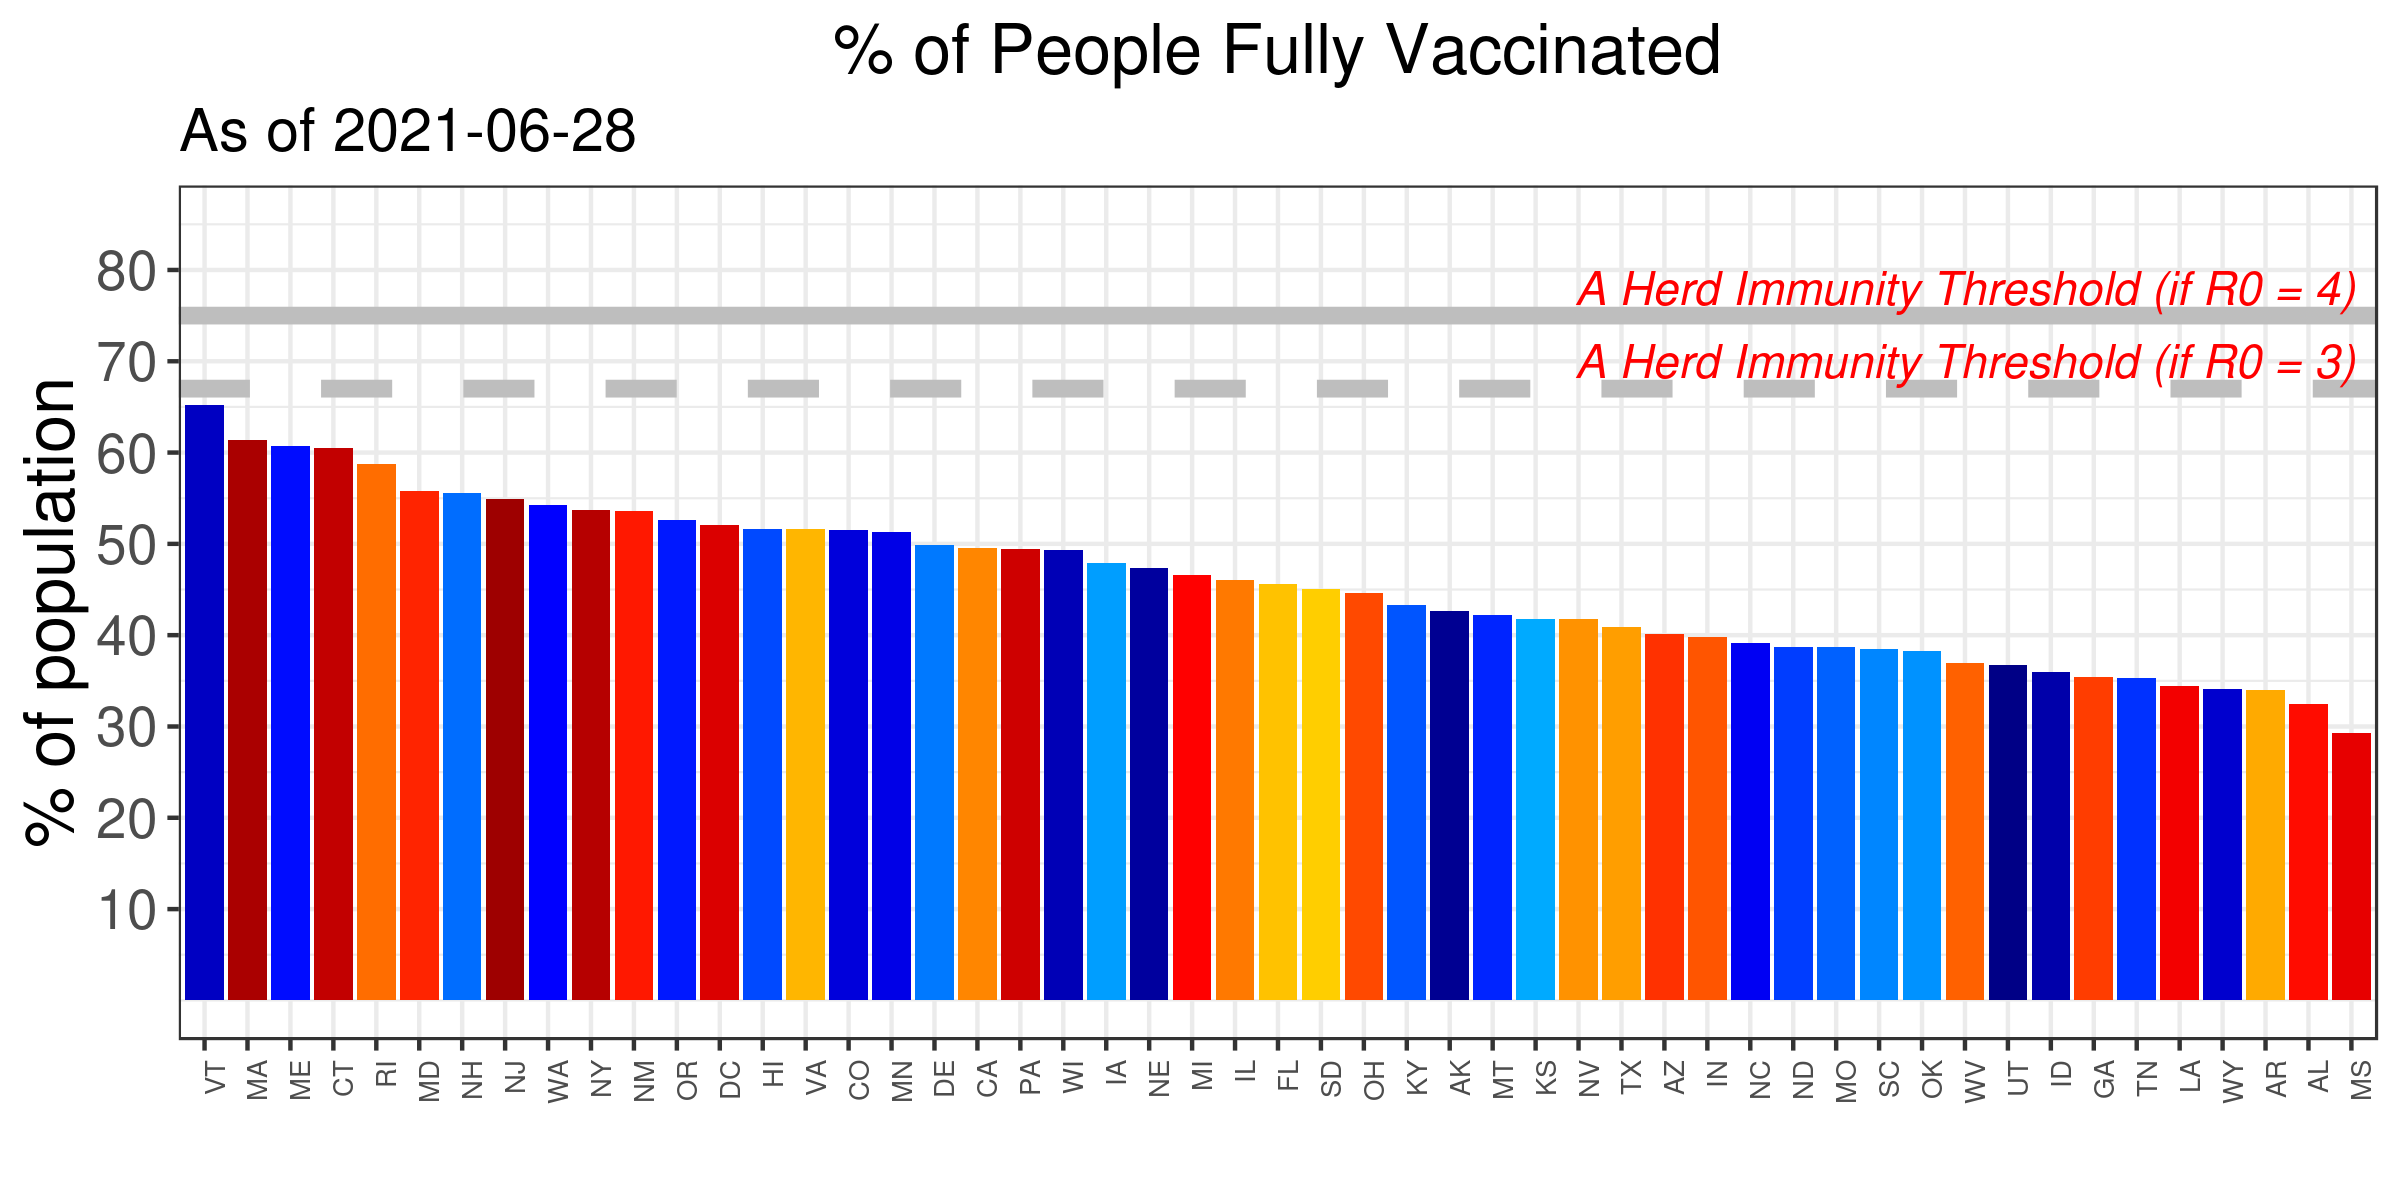 % of People Fully Vaccinated
As of 2021-06-28
% of population
80
70
60
50
40
30
20
10
A Herd Immunity Threshold (if R0 = 4)
A Herd Immunity Threshold (if R0 = 3)
VT
MA
ME
CT
RI
MD
NH
NJ
WA
NY
NM
OR
DC
HI
VA
CO
MN
DE
CA
PA
WI
IA
NE
MI
IL
FL
SD
OH
KY
AK
MT
KS
NV
TX
AZ
IN
NC
ND
MO
SC
OK
WV
UT
ID
GA
TN
LA
WY
AR
AL
MS